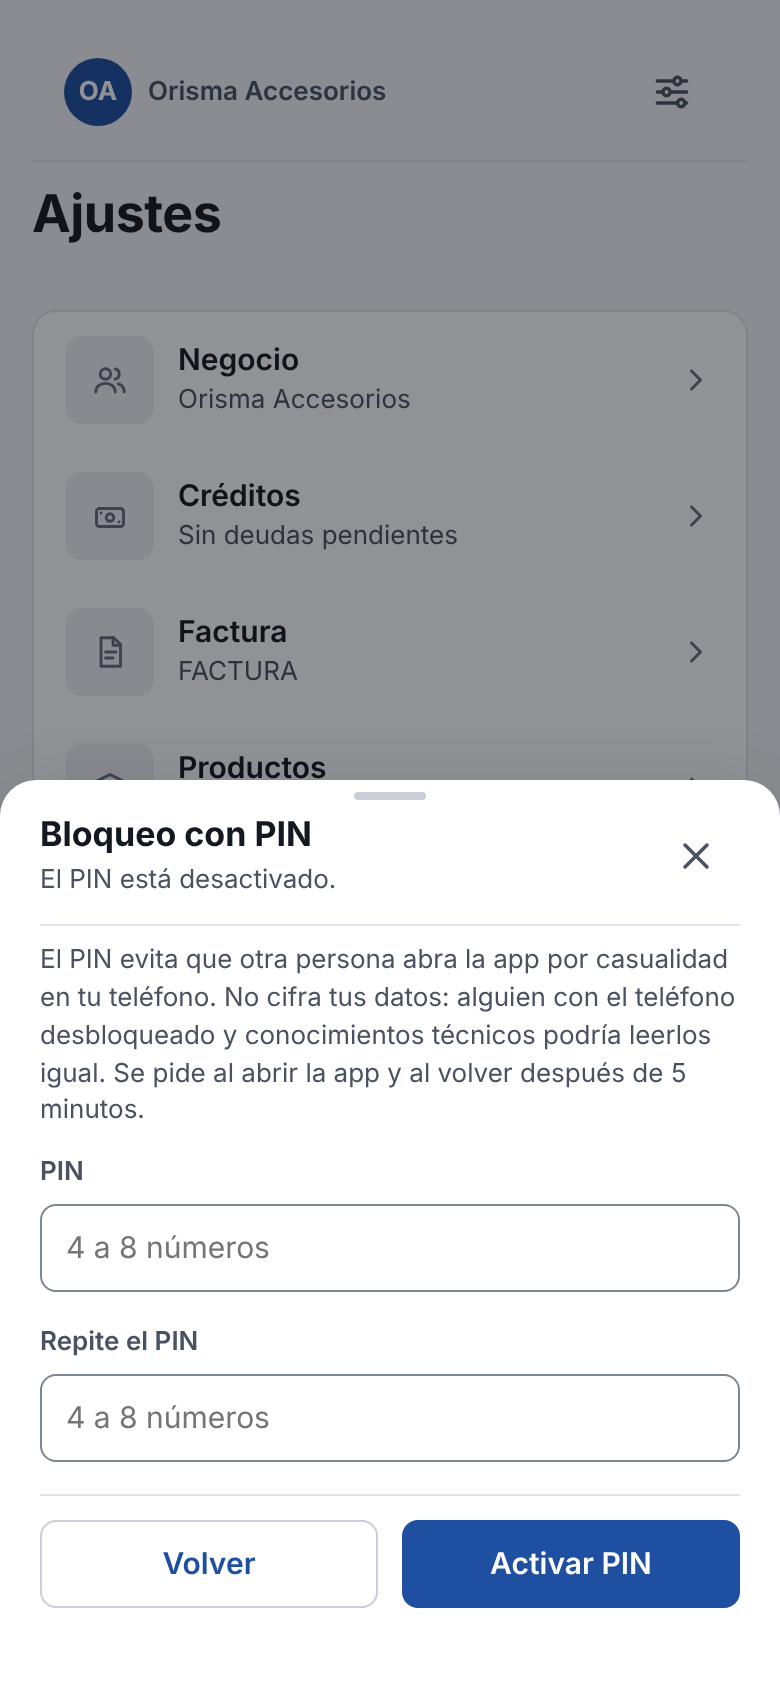 OA
Orisma Accesorios
Ajustes
Negocio
Orisma Accesorios
Créditos
Sin deudas pendientes
Factura
FACTURA
Productos
Bloqueo con PIN
El PIN está desactivado.
El PIN evita que otra persona abra la app por casualidad
en tu teléfono. No cifra tus datos: alguien con el teléfono
desbloqueado y conocimientos técnicos podría leerlos
igual. Se pide al abrir la app y al volver después de 5
minutos.
PIN
4 a 8 números
Repite el PIN
4 a 8 números
Volver
Activar PIN